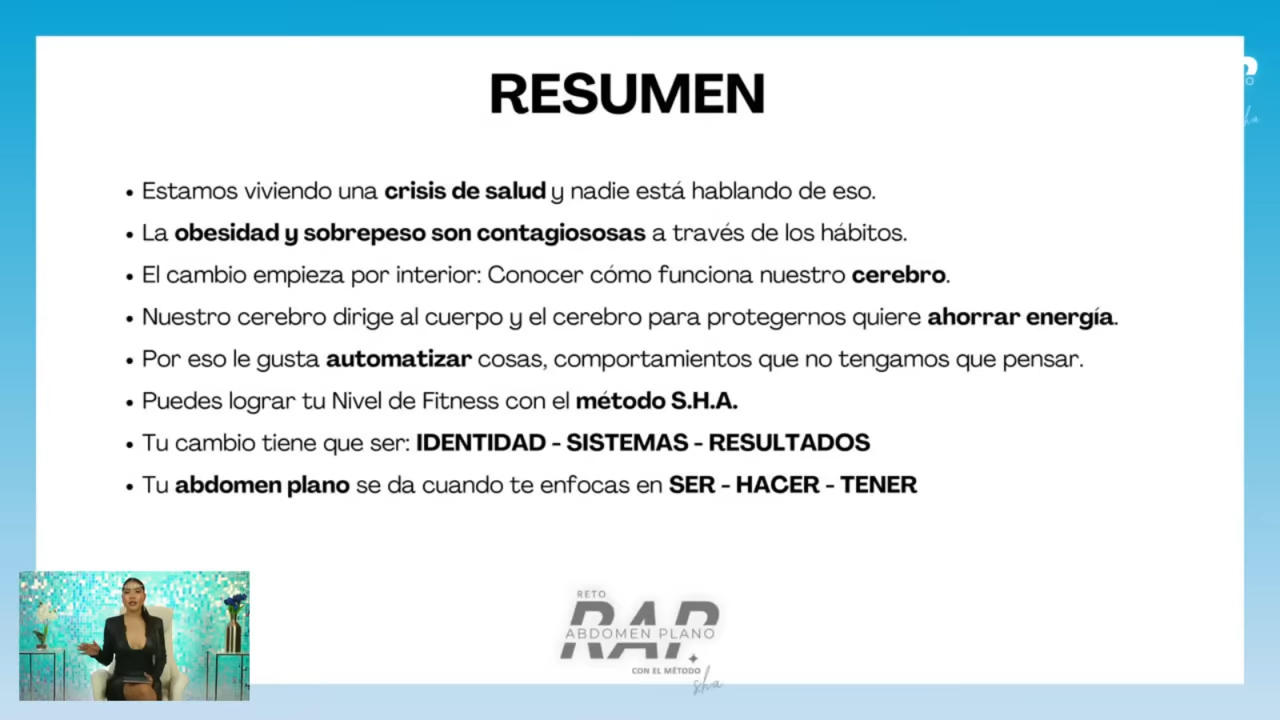 RESUMEN
• Estamos viviendo una crisis de salud y nadie está hablando de eso.
• La obesidad y sobrepeso son contagiososas a través de los hábitos.
• El cambio empieza por interior: Conocer cómo funciona nuestro cerebro.
• Nuestro cerebro dirige al cuerpo y el cerebro para protegernos quiere ahorrar energía.
• Por eso le gusta automatizar cosas, comportamientos que no tengamos que pensar.
• Puedes lograr tu Nivel de Fitness con el método S.H.A.
• Tu cambio tiene que ser: IDENTIDAD - SISTEMAS - RESULTADOS
• Tu abdomen plano se da cuando te enfocas en SER - HACER - TENER
RETO
RAP
ABDOMEN PLANO
CON EL MÉTODO
sha